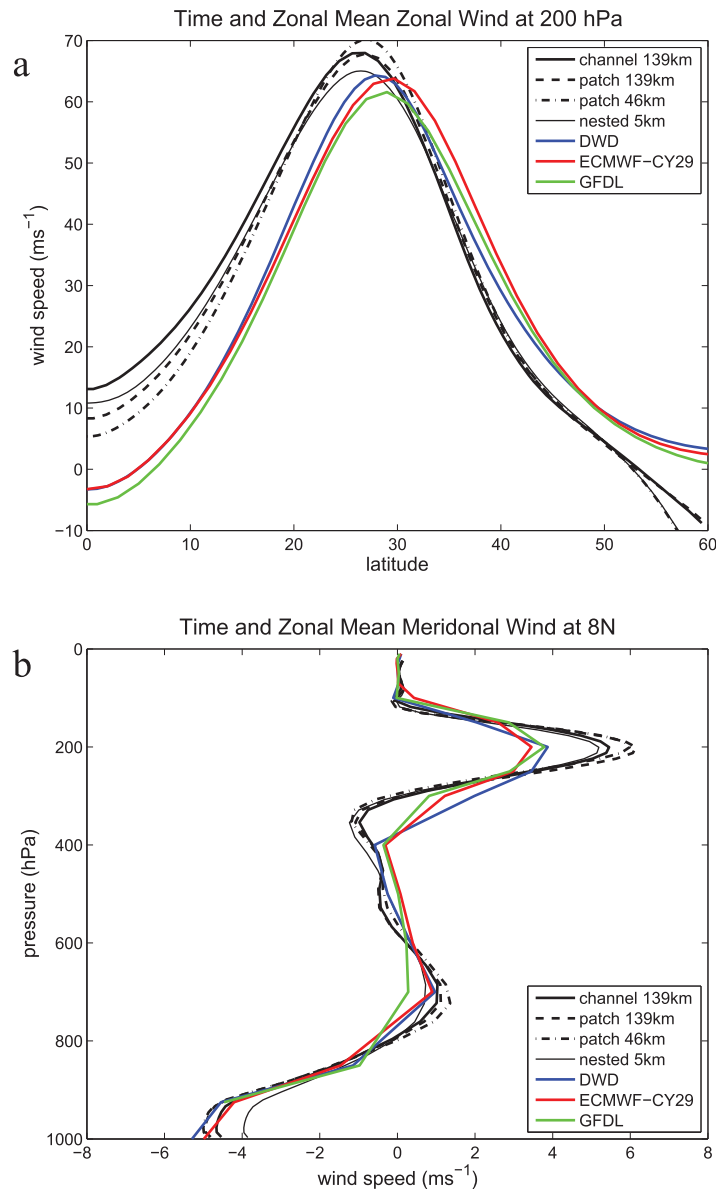 Time and Zonal Mean Zonal Wind at 200 hPa
a
70
60
50
40
30
20
10
0
−10
wind speed (ms−1)
channel 139km
patch 139km
patch 46km
nested 5km
DWD
ECMWF−CY29
GFDL
0 10 20 30 40 50 60
latitude
Time and Zonal Mean Meridonal Wind at 8N
b
0
200
400
600
800
1000
pressure (hPa)
channel 139km
patch 139km
patch 46km
nested 5km
DWD
ECMWF−CY29
GFDL
−8 −6 −4 −2 0 2 4 6 8
wind speed (ms−1)